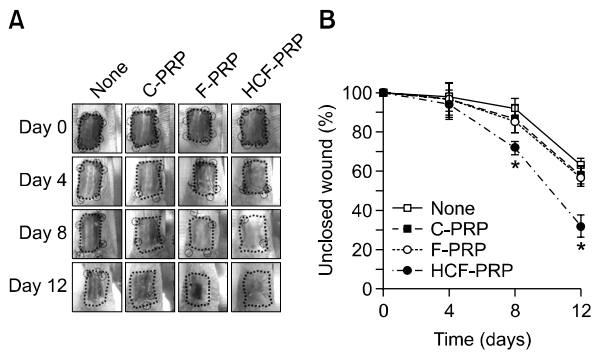 A
None
C-PRP
F-PRP
HCF-PRP
Day 0
Day 4
Day 8
Day 12
B
Unclosed wound (%)
100
80
60
40
20
0
None
C-PRP
F-PRP
HCF-PRP
*
*
0
4
8
12
Time (days)